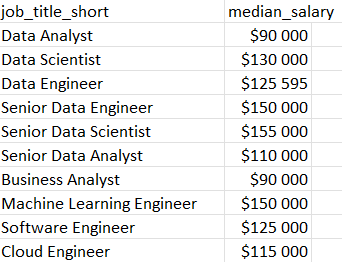 job_title_short median_salary
Data Analyst $90 000
Data Scientist $130 000
Data Engineer $125 595
Senior Data Engineer $150 000
Senior Data Scientist $155 000
Senior Data Analyst $110 000
Business Analyst $90 000
Machine Learning Engineer $150 000
Software Engineer $125 000
Cloud Engineer $115 000